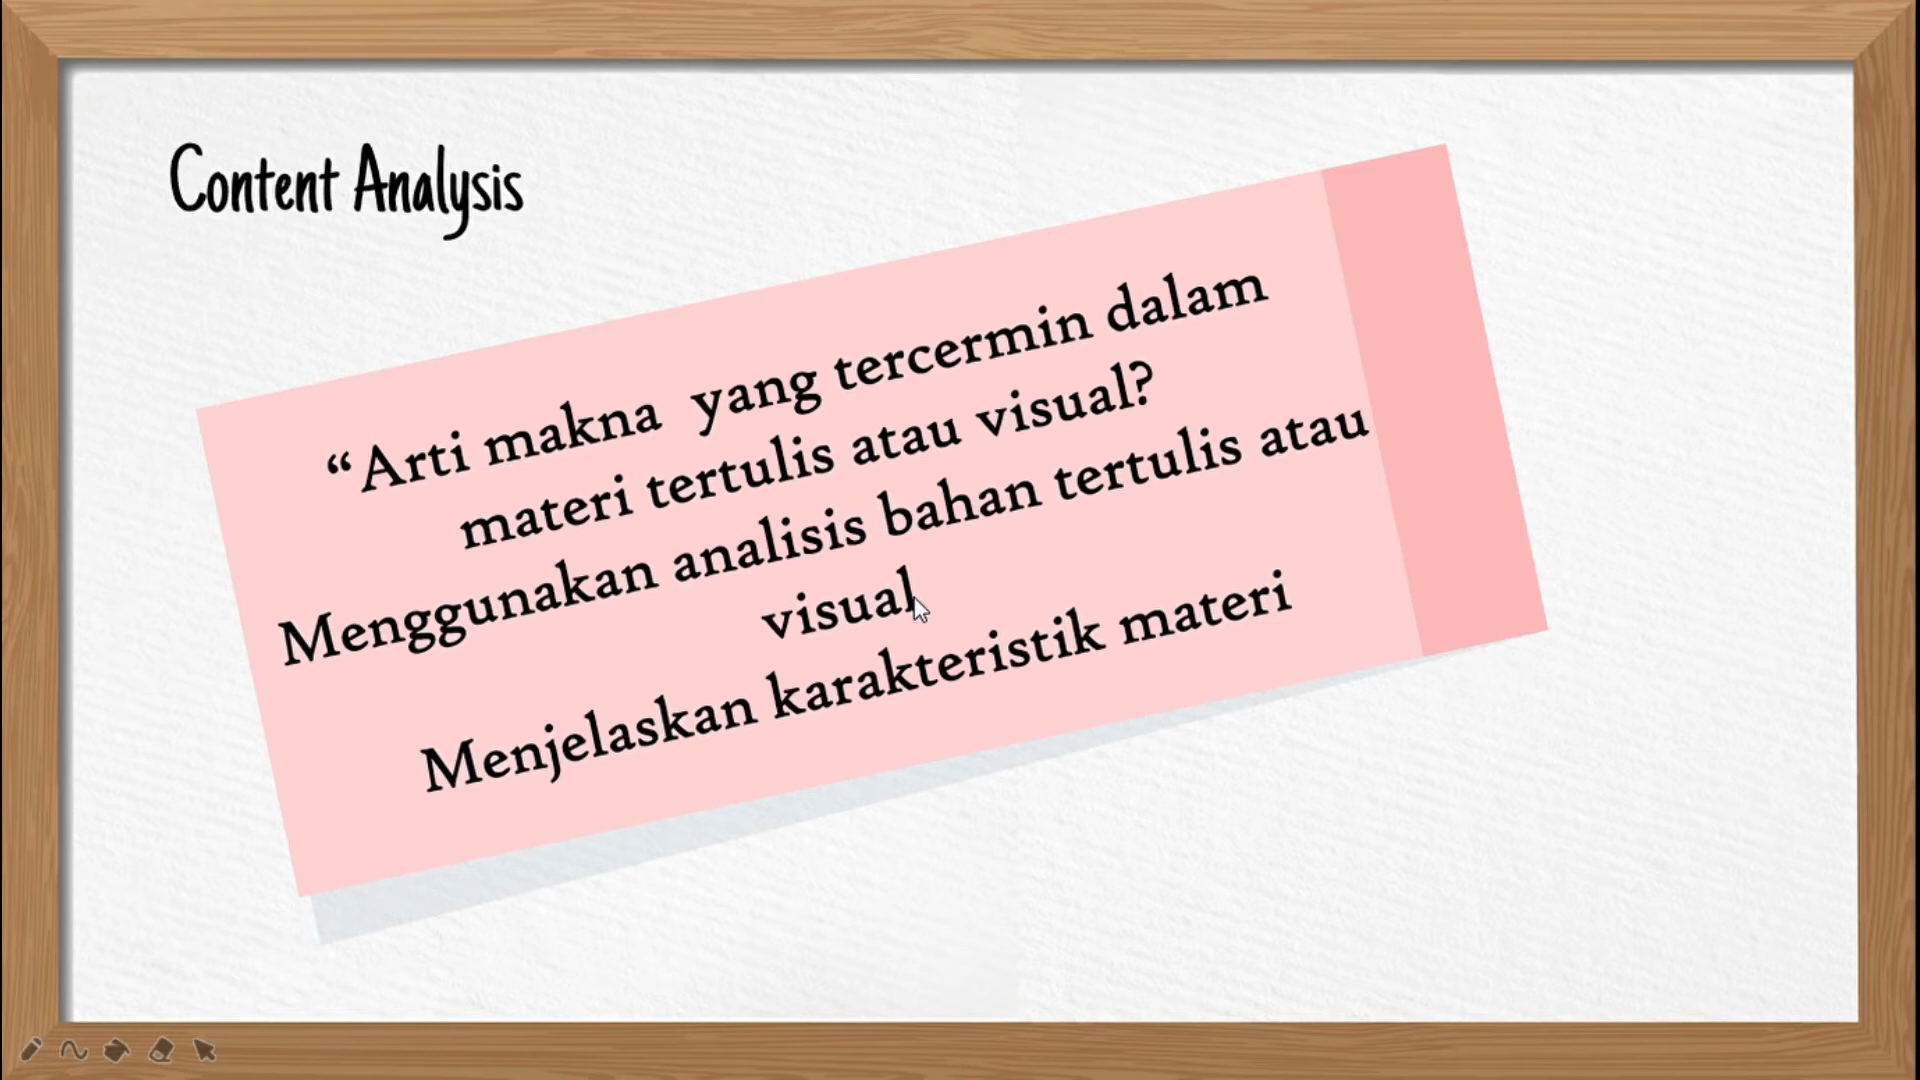 Content Analysis
“Arti makna  yang tercermin dalam
materi tertulis atau visual?
Menggunakan analisis bahan tertulis atau
visual
Menjelaskan karakteristik materi